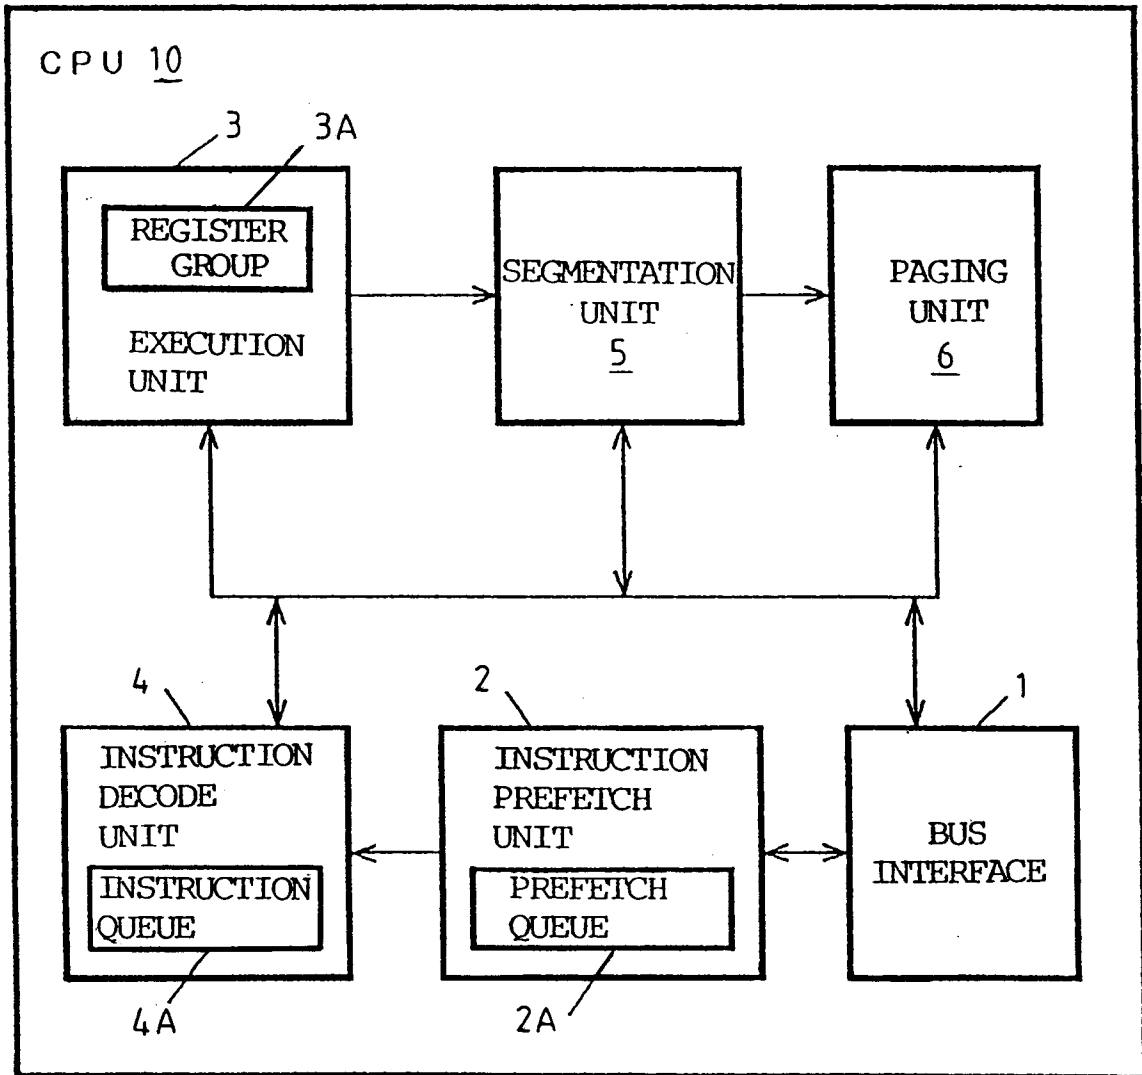 CPU 10
3
3A
REGISTER
GROUP
EXECUTION
UNIT
SEGMENTATION
UNIT
5
PAGING
UNIT
6
4
INSTRUCTION
DECODE
UNIT
INSTRUCTION
QUEUE
4A
2
INSTRUCTION
PREFETCH
UNIT
PREFETCH
QUEUE
2A
1
BUS
INTERFACE